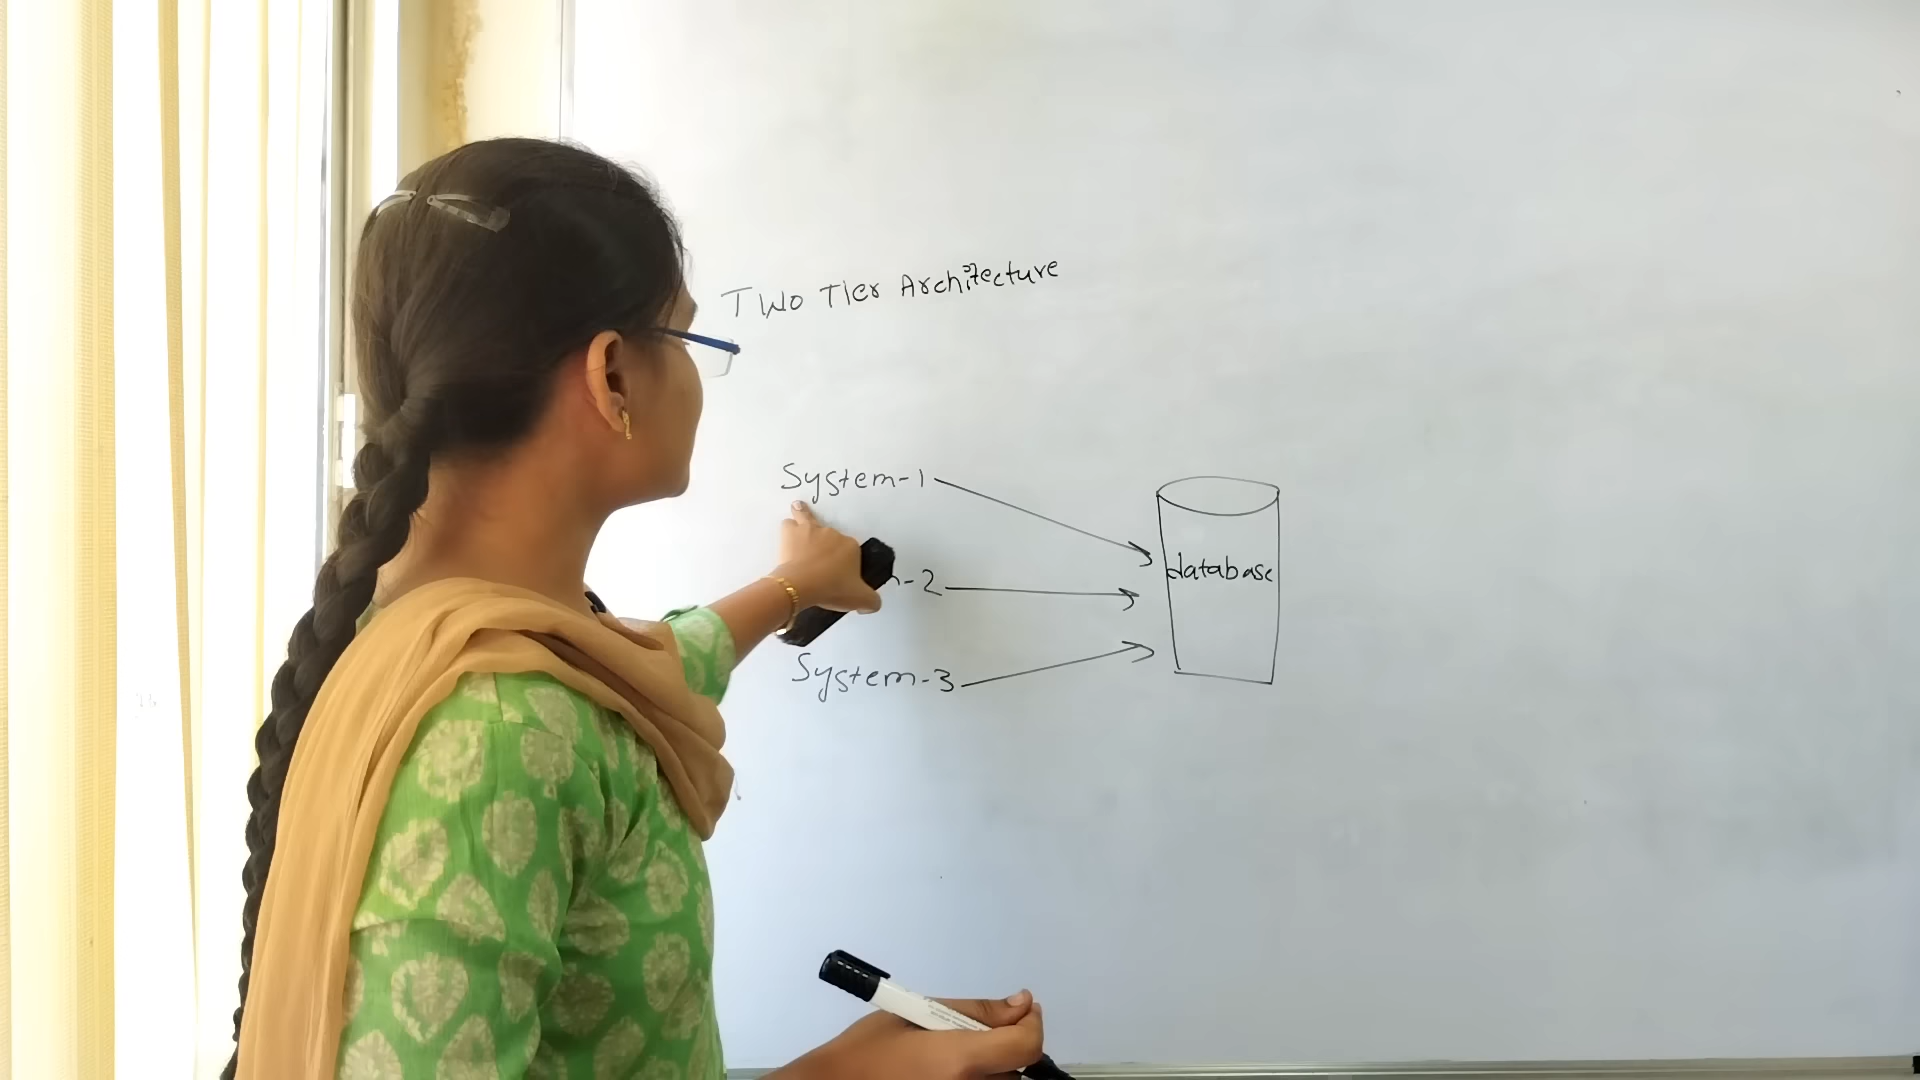 Two Tier Architecture
System-1
-2
System-3
database